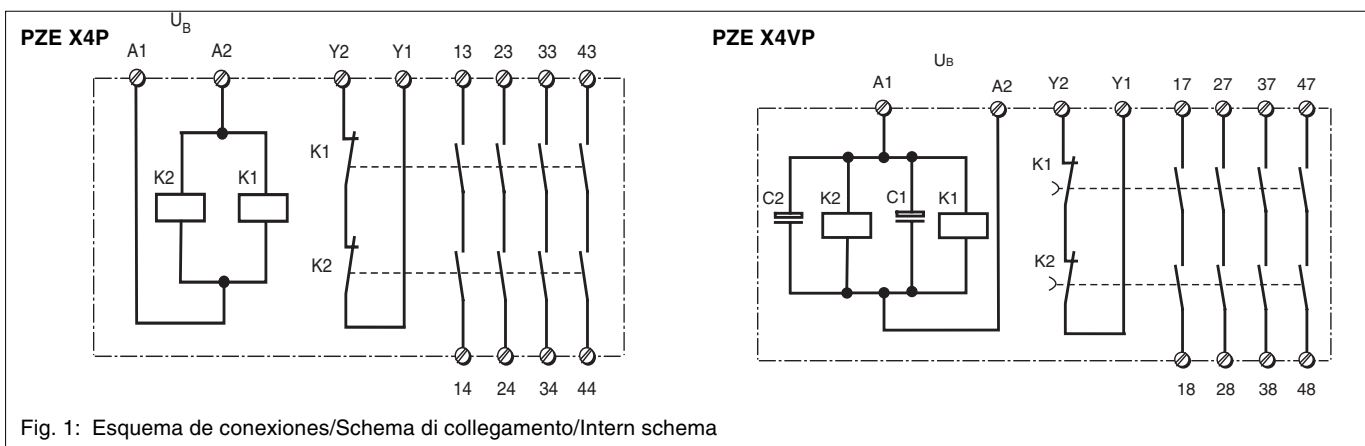 PZE X4P
UB
A1 A2 Y2 Y1 13 23 33 43
K2 K1
K1
K2
14 24 34 44
PZE X4VP
UB
A1 A2 Y2 Y1 17 27 37 47
C2 K2 C1 K1
K1
K2
18 28 38 48
Fig. 1: Esquema de conexiones/Schema di collegamento/Intern schema